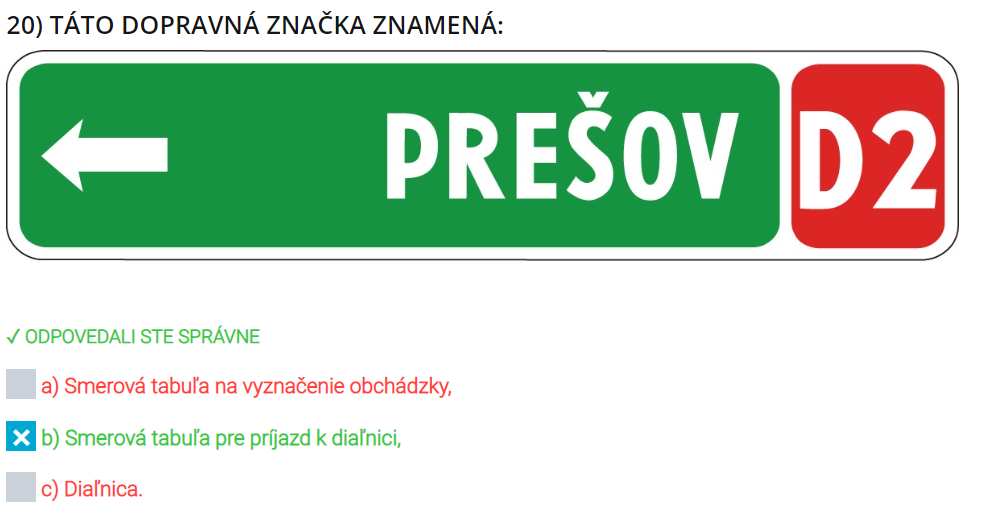 20) TÁTO DOPRAVNÁ ZNAČKA ZNAMENÁ:
PREŠOV D2
✓ ODPOVEDALI STE SPRÁVNE
a) Smerová tabuľa na vyznačenie obchádzky,
b) Smerová tabuľa pre príjazd k diaľnici,
c) Diaľnica.